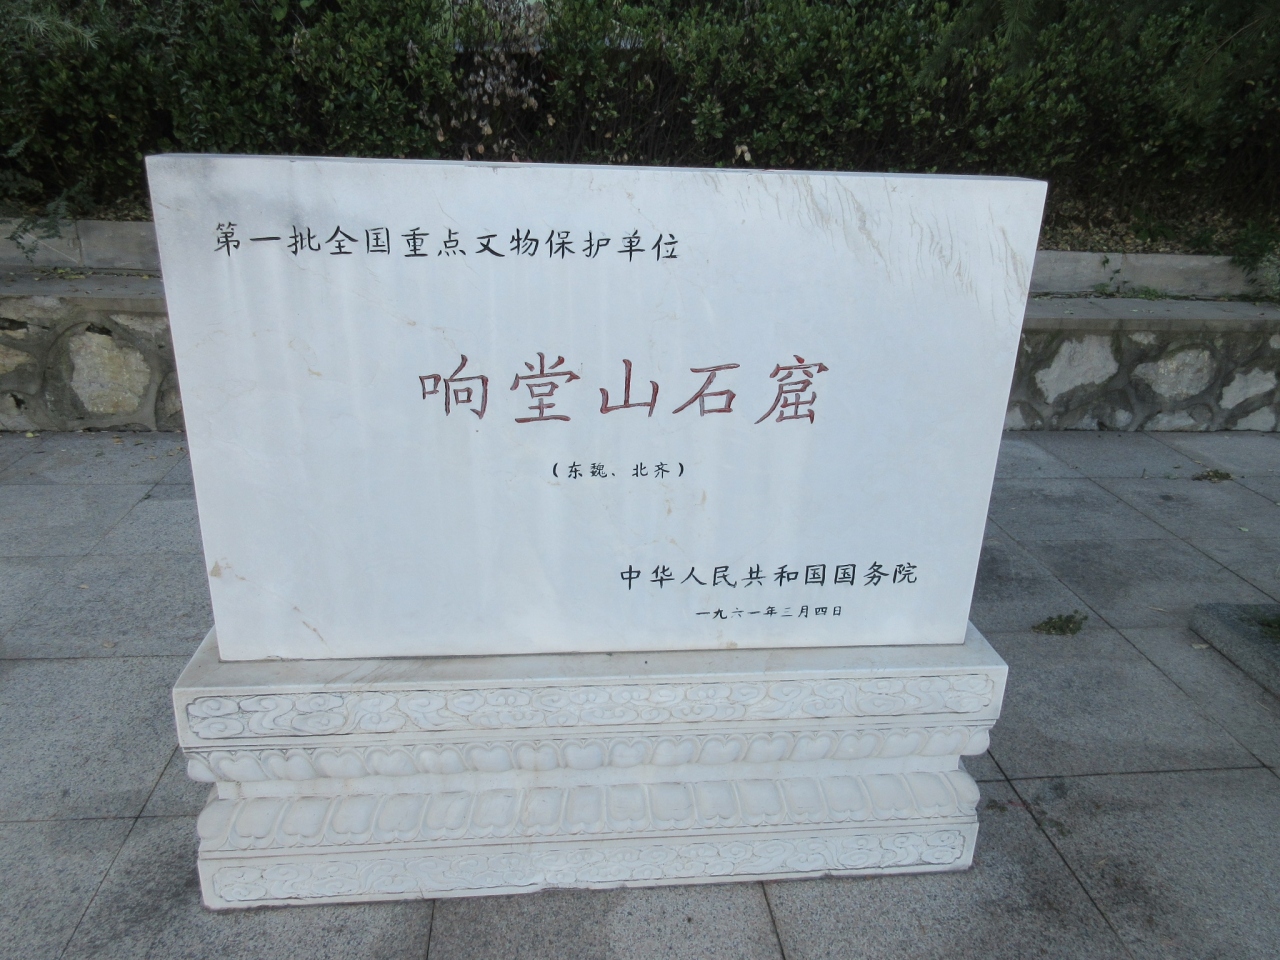 第一批全国重点文物保护单位
响堂山石窟
（东魏、北齐）
中华人民共和国国务院
一九六一年三月四日